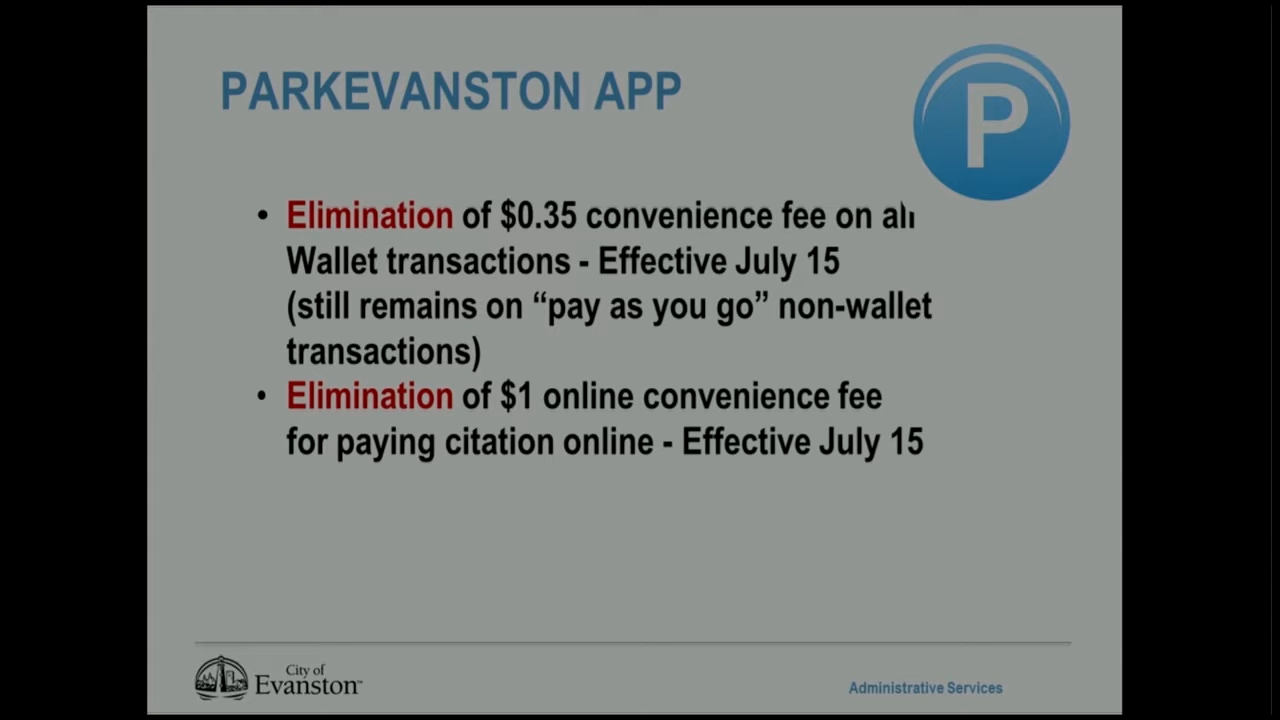 PARKEVANSTON APP
P
• Elimination of $0.35 convenience fee on all
Wallet transactions - Effective July 15
(still remains on “pay as you go” non-wallet
transactions)
• Elimination of $1 online convenience fee
for paying citation online - Effective July 15
City of
Evanston™
Administrative Services